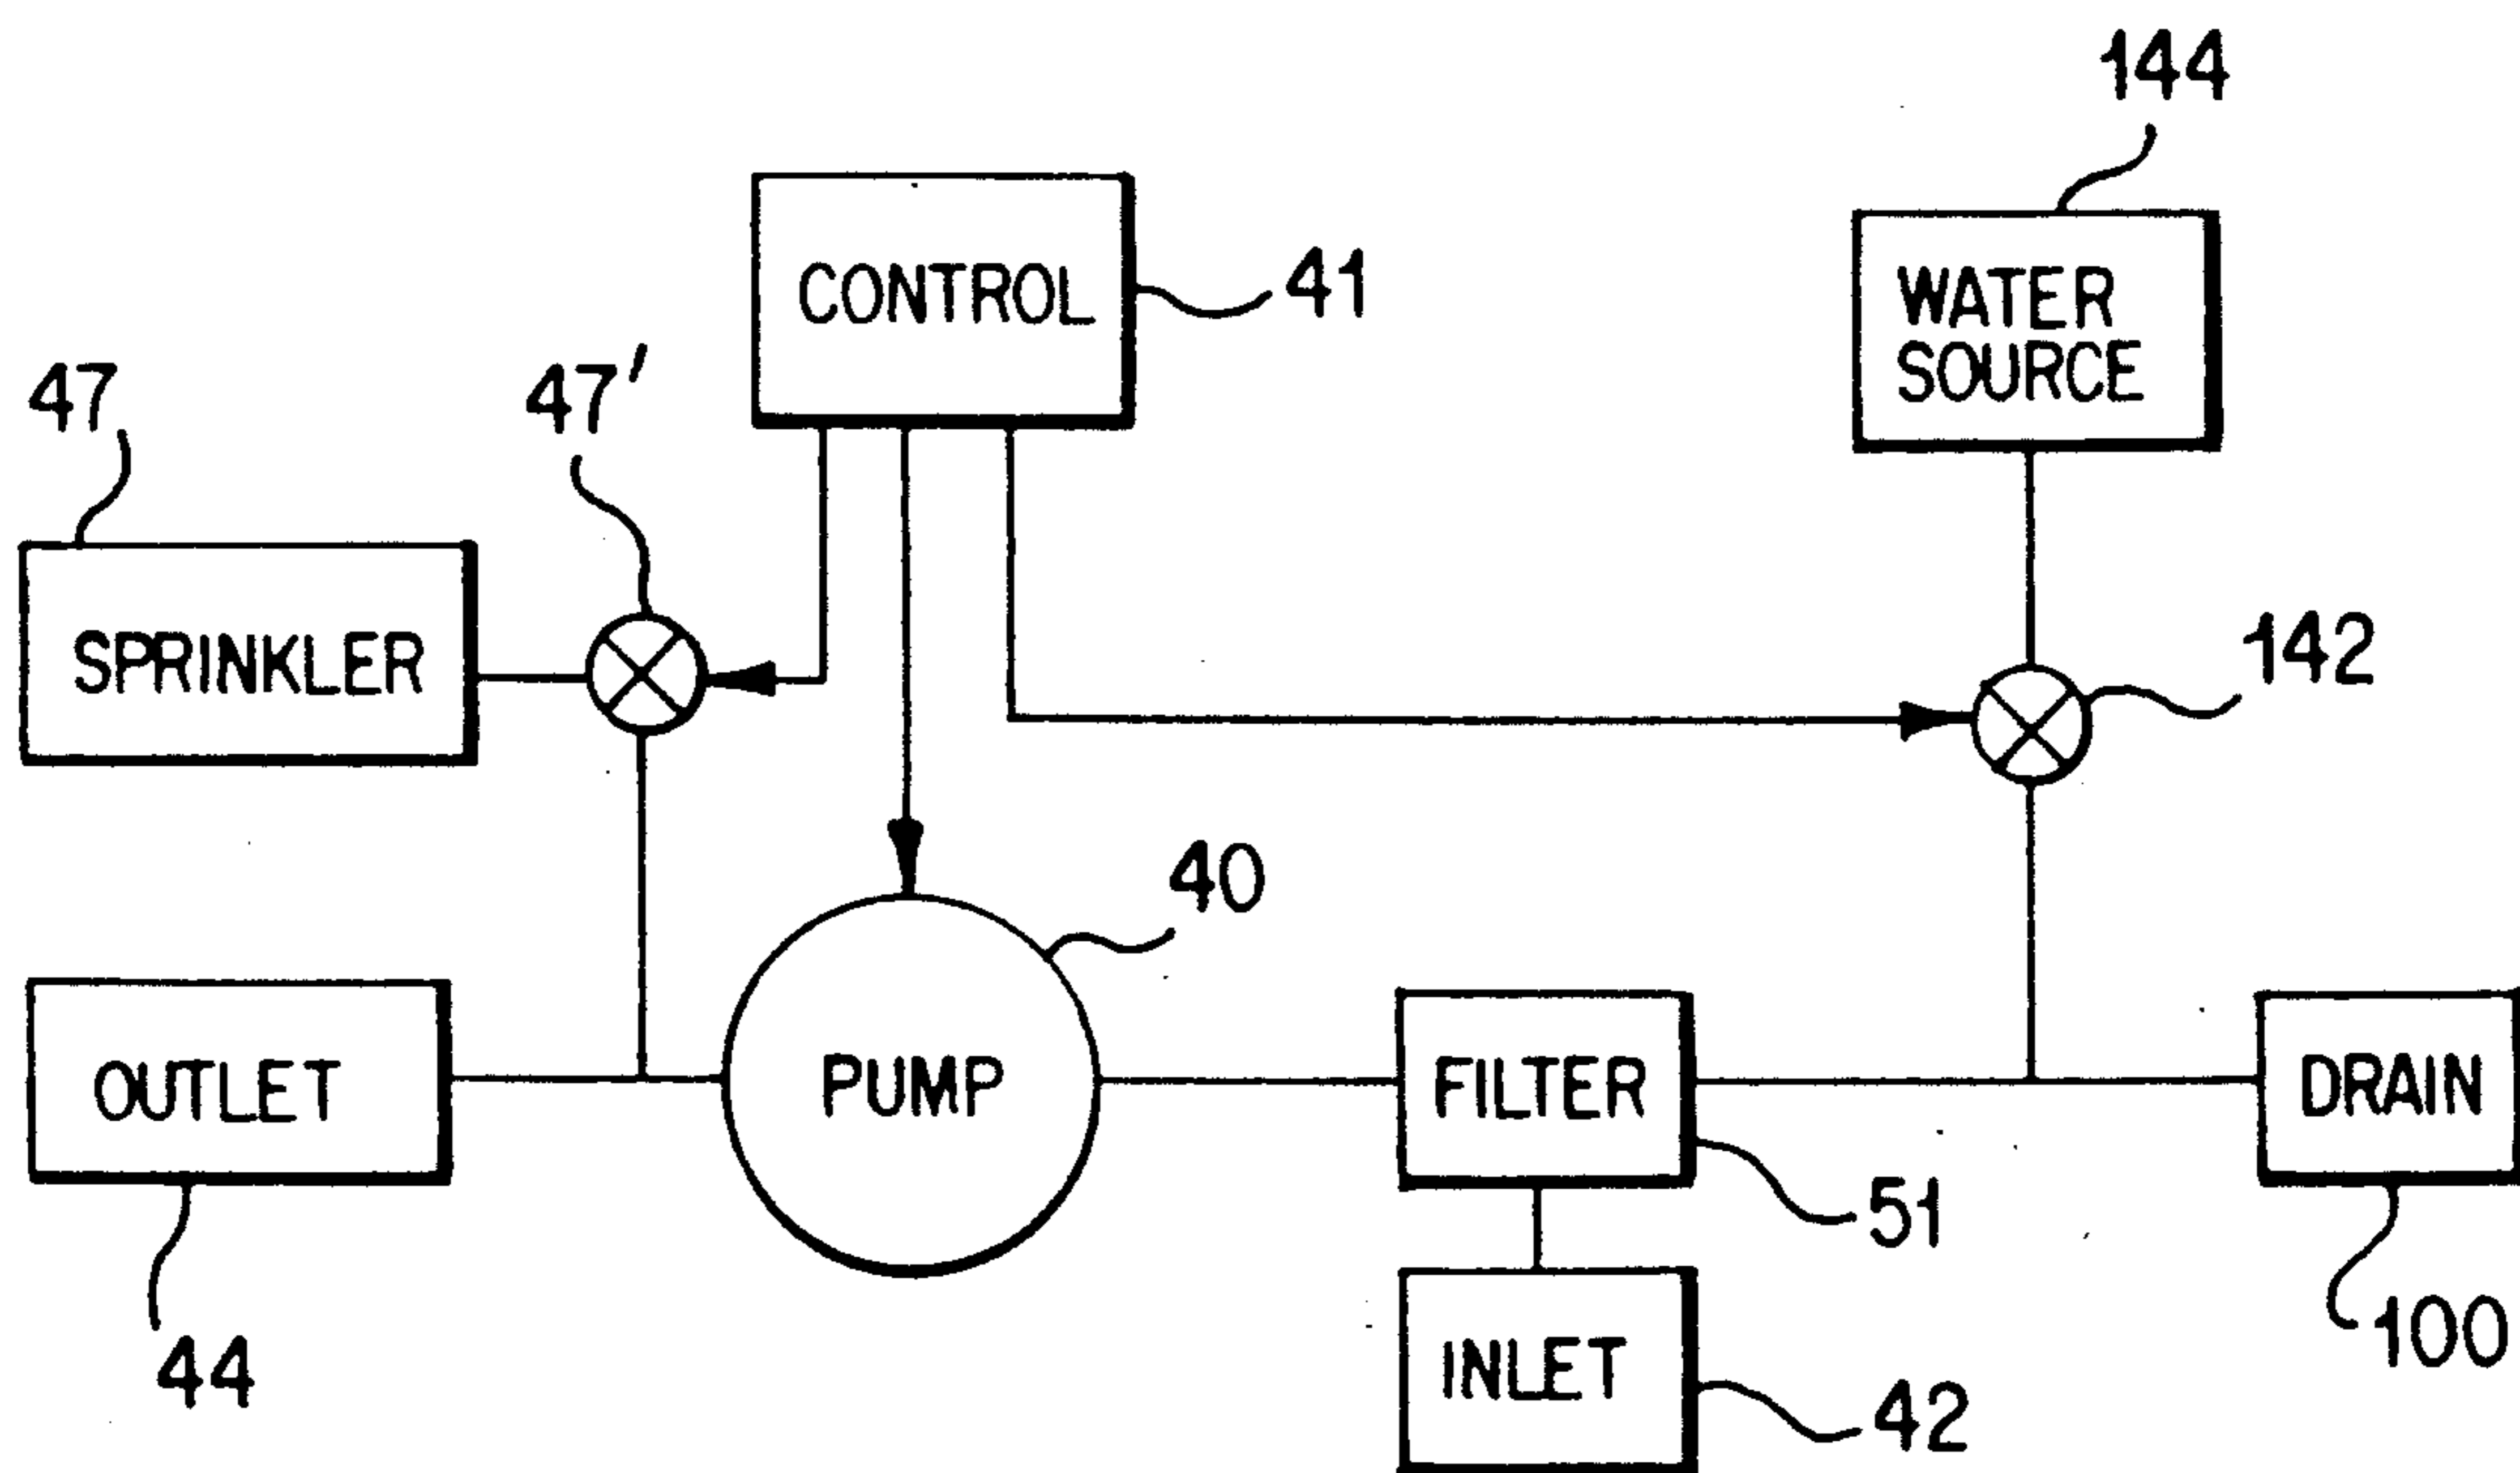 144
CONTROL
41
WATER
SOURCE
47
47'
SPRINKLER
142
40
OUTLET
PUMP
FILTER
DRAIN
51
44
INLET
100
42